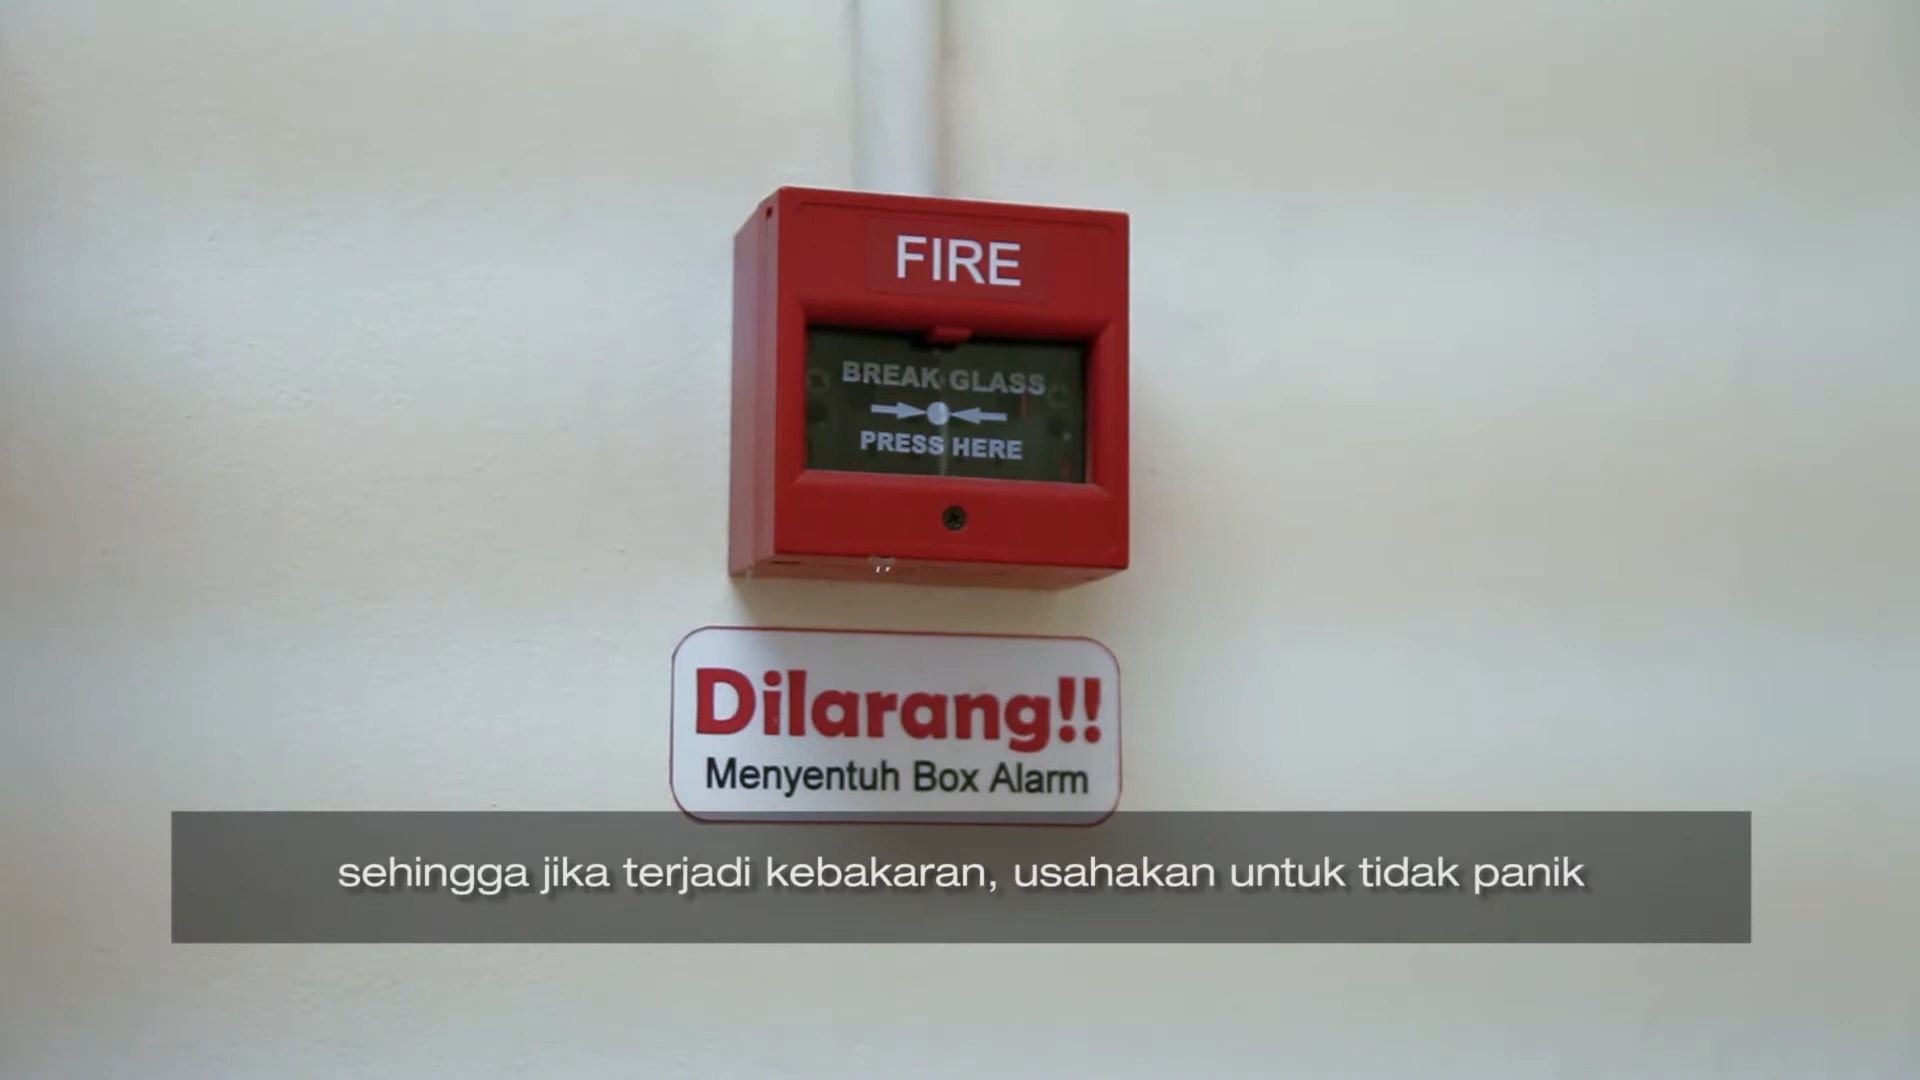 FIRE
BREAK GLASS
PRESS HERE
Dilarang!!
Menyentuh Box Alarm
sehingga jika terjadi kebakaran, usahakan untuk tidak panik